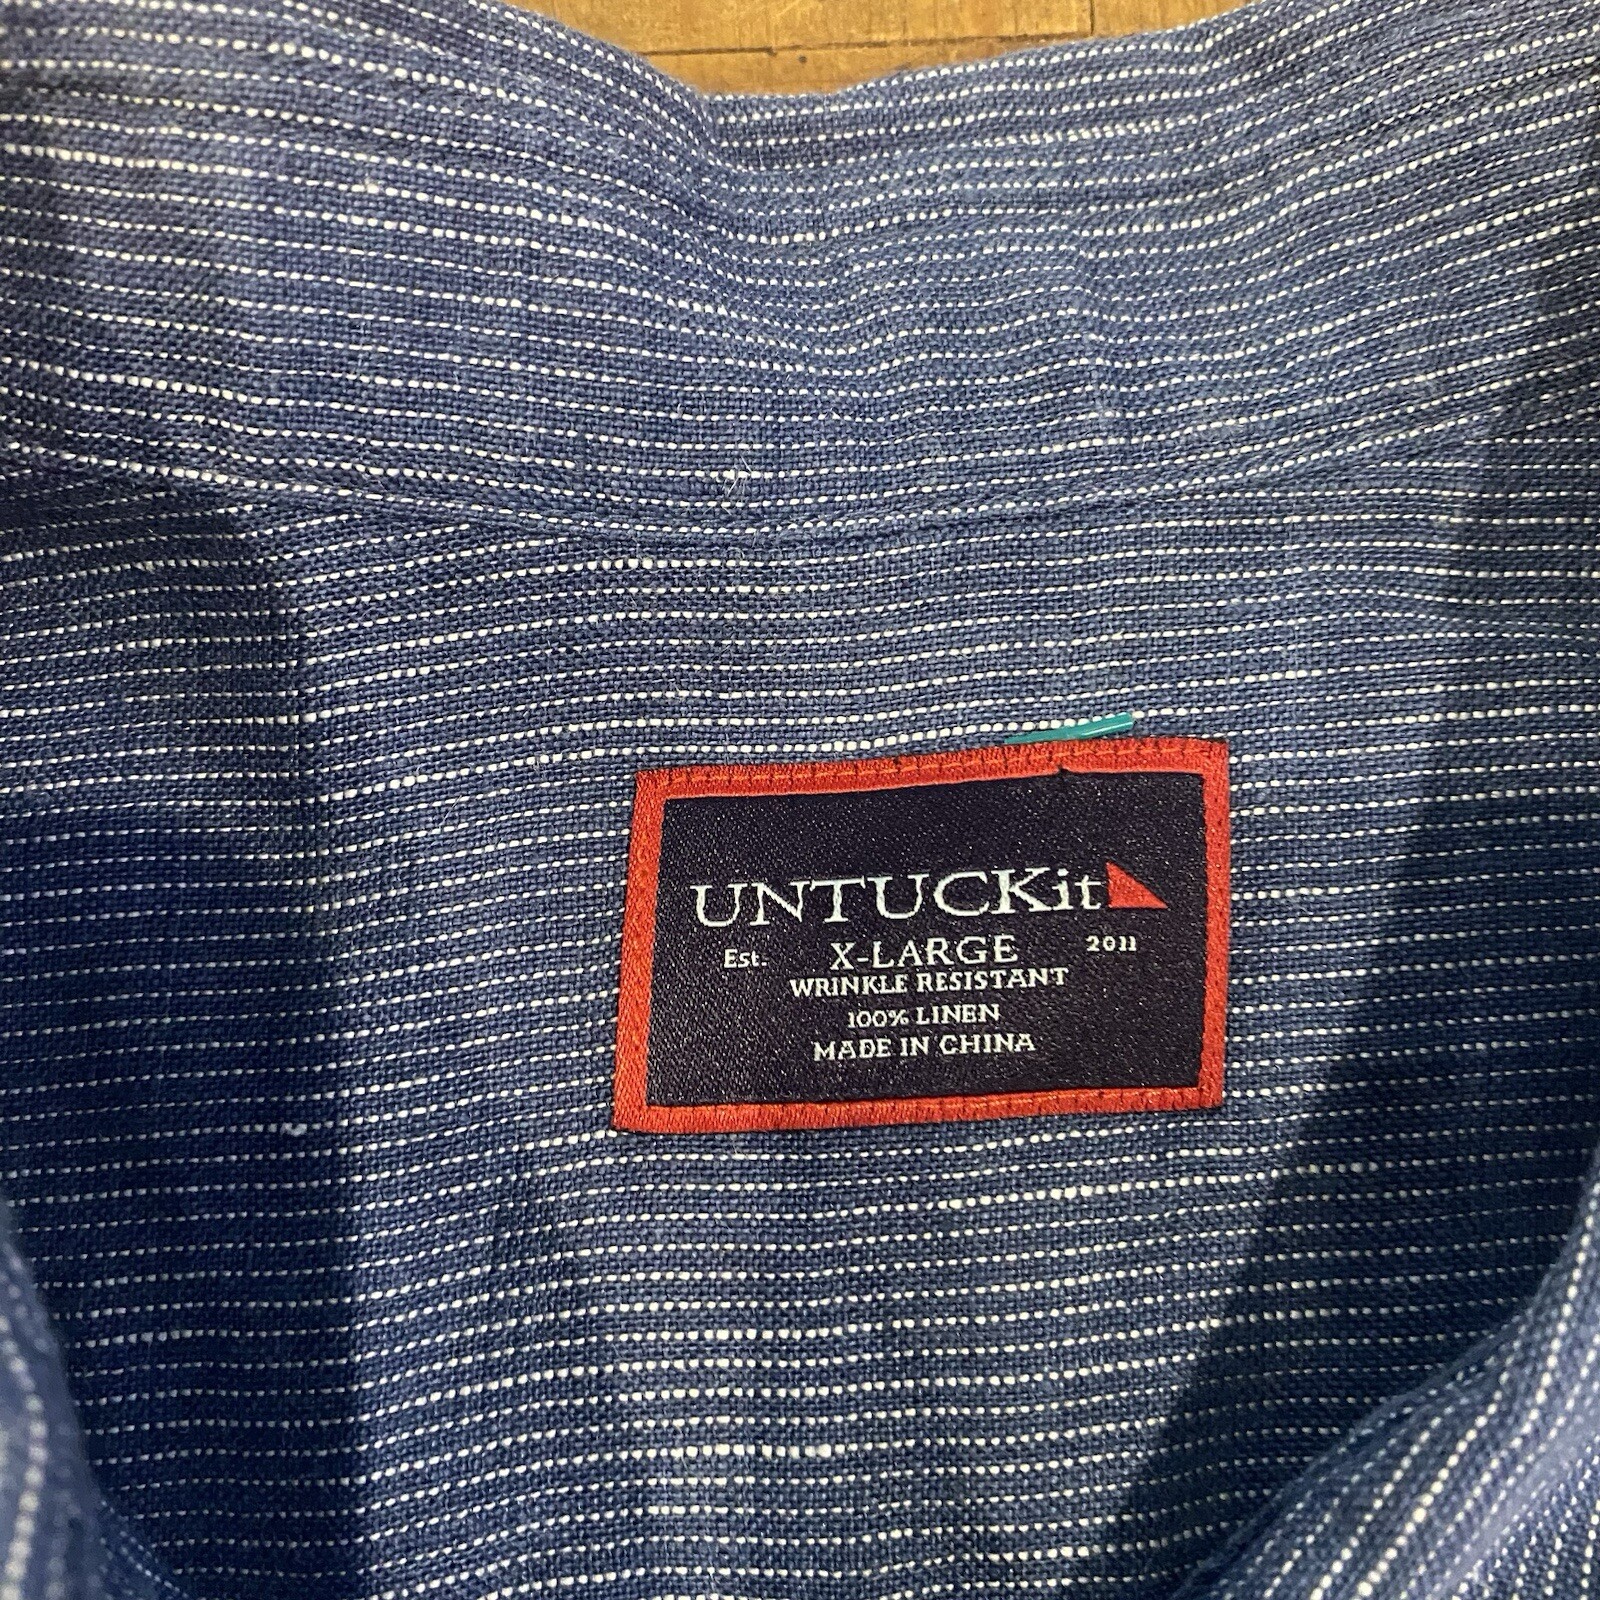 UNTUCKit
Est. X-LARGE 2011
WRINKLE RESISTANT
100% LINEN
MADE IN CHINA